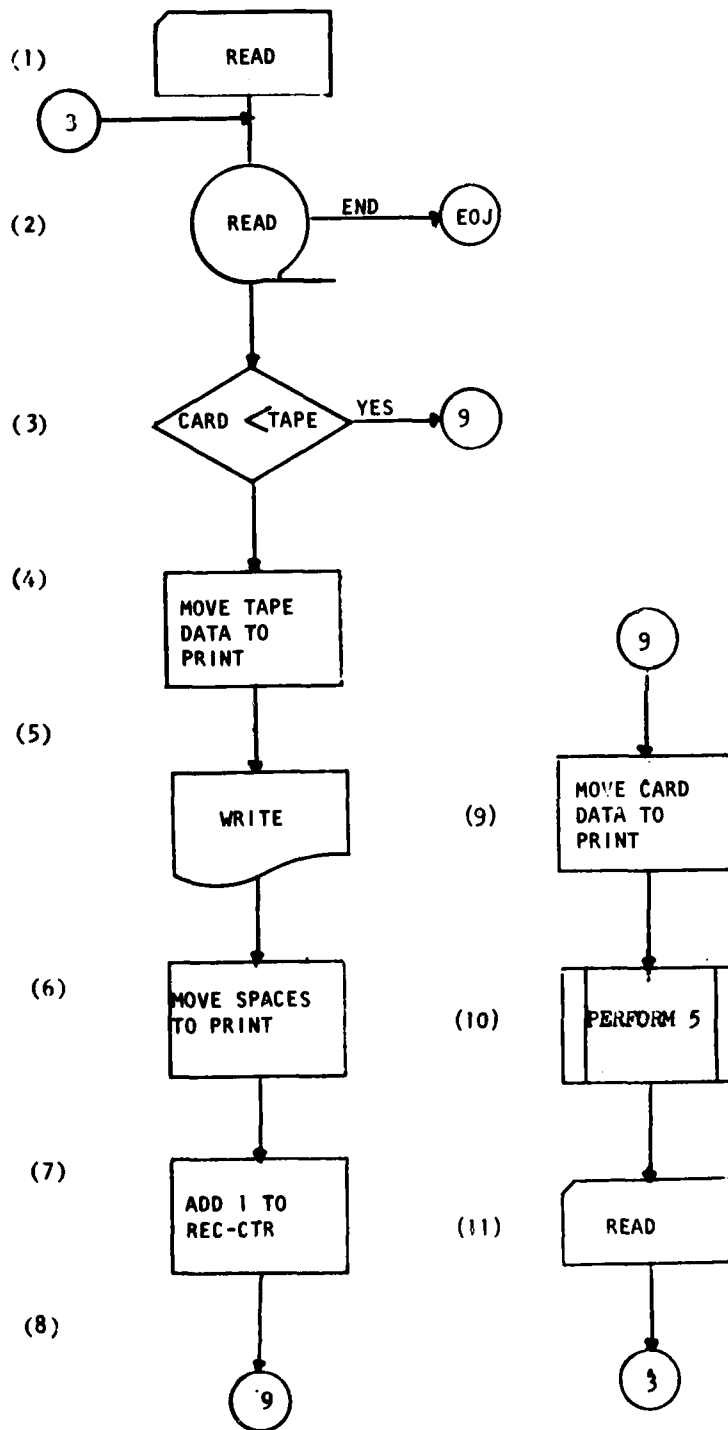 (1)
READ
3
(2)
READ
END
EOJ
(3)
CARD < TAPE
YES
9
(4)
MOVE TAPE
DATA TO
PRINT
(5)
WRITE
(6)
MOVE SPACES
TO PRINT
(7)
ADD 1 TO
REC-CTR
(8)
9
9
(9)
MOVE CARD
DATA TO
PRINT
(10)
PERFORM 5
(11)
READ
3